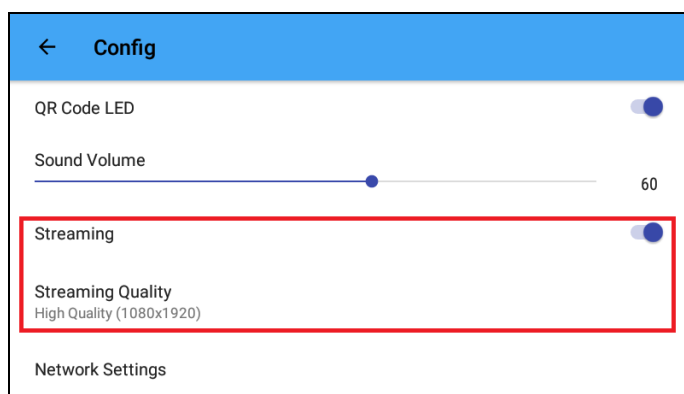 Config
QR Code LED
Sound Volume
60
Streaming
Streaming Quality
High Quality (1080x1920)
Network Settings